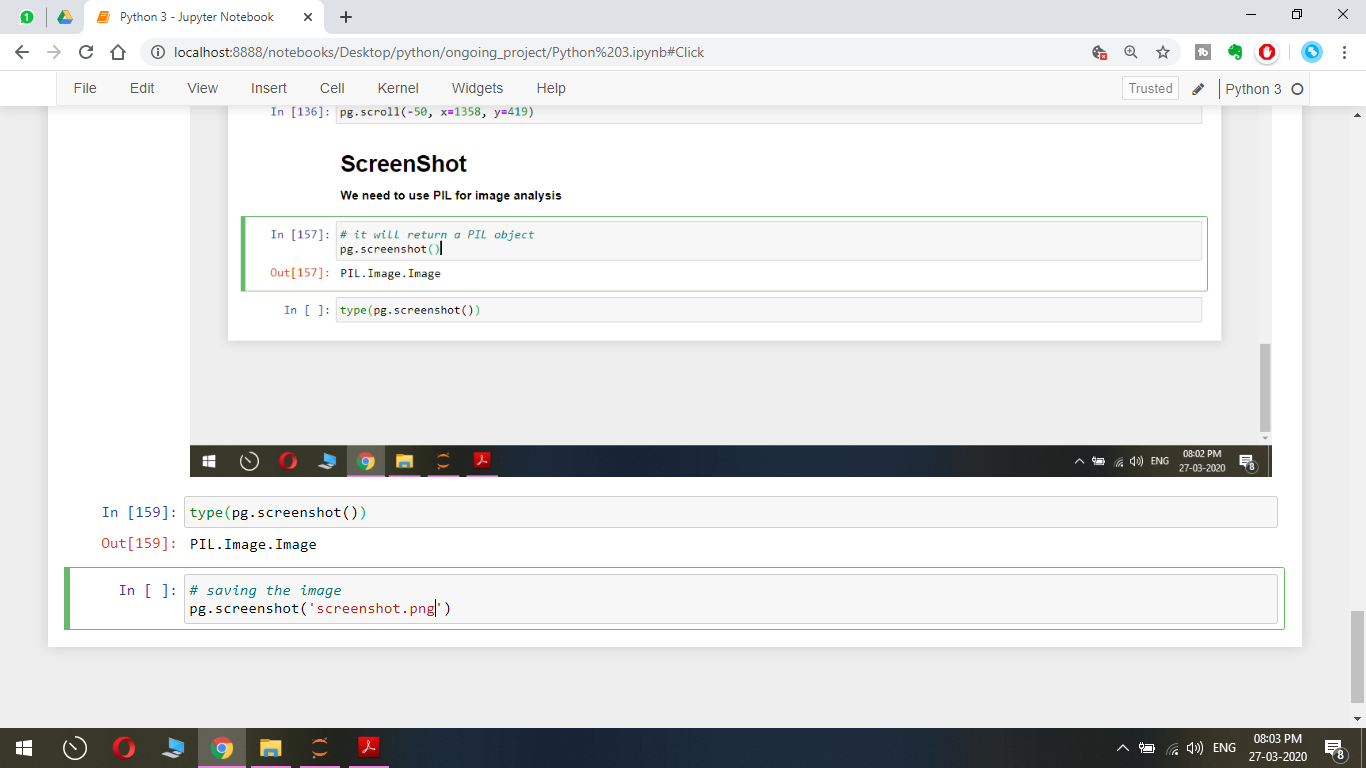 1
Python 3 - Jupyter Notebook
localhost:8888/notebooks/Desktop/python/ongoing_project/Python%203.ipynb#Click
File Edit View Insert Cell Kernel Widgets Help Trusted Python 3
In [136]: pg.scroll(-50, x=1358, y=419)
ScreenShot
We need to use PIL for image analysis
In [157]: # it will return a PIL object
pg.screenshot()
Out[157]: PIL.Image.Image
In [ ]: type(pg.screenshot())
08:02 PM
ENG
27-03-2020
8
In [159]: type(pg.screenshot())
Out[159]: PIL.Image.Image
In [ ]: # saving the image
pg.screenshot('screenshot.png')
08:03 PM
ENG
27-03-2020
8